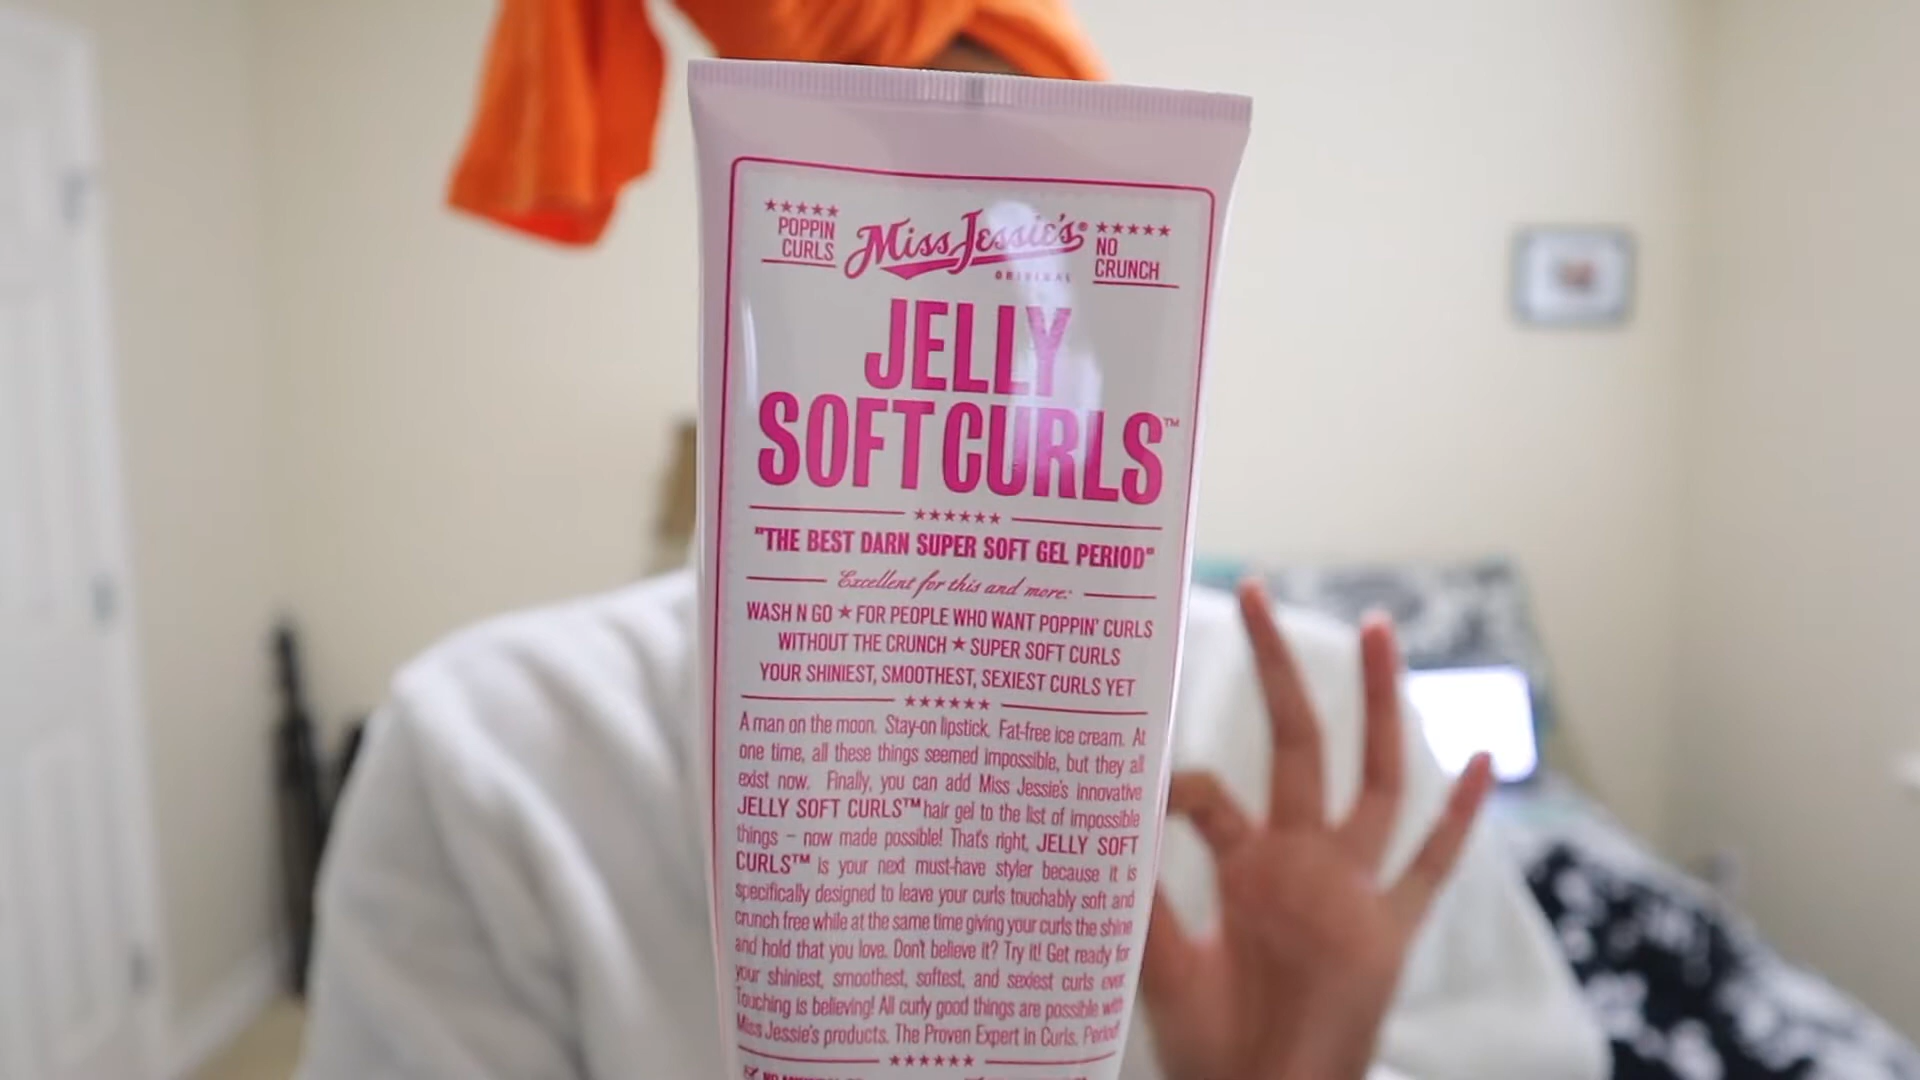 ★★★★★ ★★★★★
POPPIN CURLS
Miss Jessie's®
ORIGINAL
NO CRUNCH
JELLY
SOFT CURLS™
★★★★★★
"THE BEST DARN SUPER SOFT GEL PERIOD"
Excellent for this and more:
WASH N GO ★ FOR PEOPLE WHO WANT POPPIN' CURLS
WITHOUT THE CRUNCH ★ SUPER SOFT CURLS
YOUR SHINIEST, SMOOTHEST, SEXIEST CURLS YET
★★★★★★
A man on the moon. Stay-on lipstick. Fat-free ice cream. At
one time, all these things seemed impossible, but they all
exist now. Finally, you can add Miss Jessie's innovative
JELLY SOFT CURLS™ hair gel to the list of impossible
things – now made possible! That's right, JELLY SOFT
CURLS™ is your next must-have styler because it is
specifically designed to leave your curls touchably soft and
crunch free while at the same time giving your curls the shine
and hold that you love. Don't believe it? Try it! Get ready for
your shiniest, smoothest, softest, and sexiest curls ever.
Touching is believing! All curly good things are possible with
Miss Jessie's products. The Proven Expert in Curls. Period!
★★★★★★